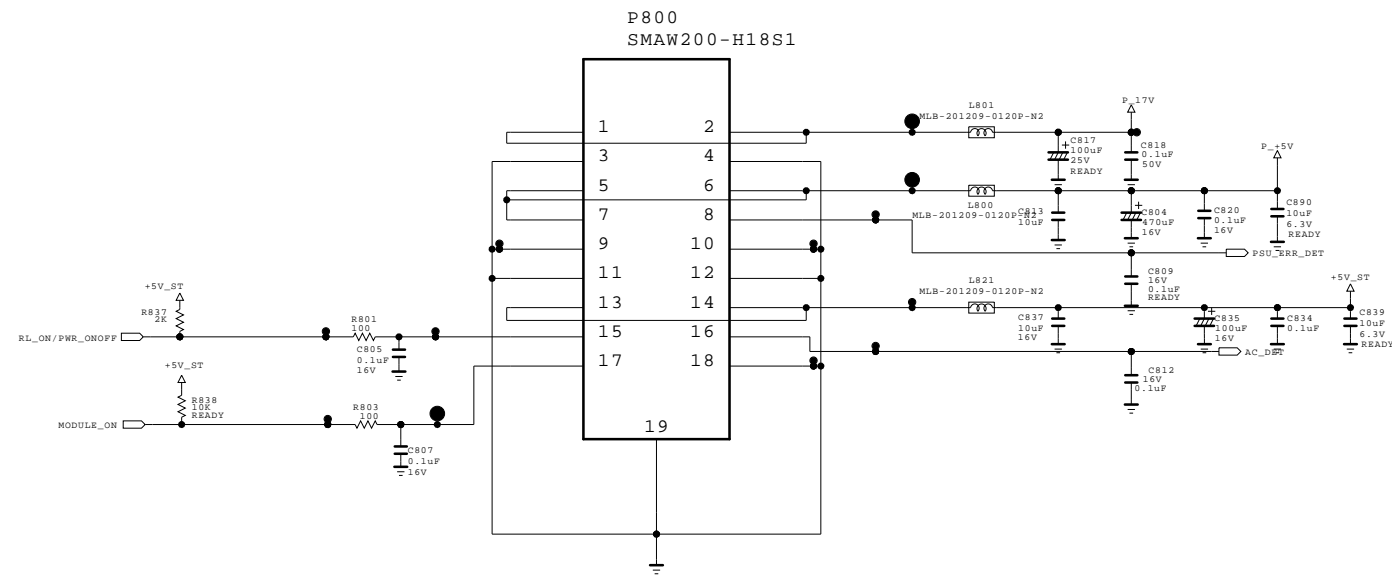 P800
SMAW200-H18S1
1
2
3
4
5
6
7
8
9
10
11
12
13
14
15
16
17
18
19
L801
MLB-201209-0120P-N2
P_17V
C817
100uF
25V
READY
C818
0.1uF
50V
P_+5V
L800
MLB-201209-0120P-N2
C813
10uF
C804
470uF
16V
C820
0.1uF
16V
C890
10uF
6.3V
READY
PSU_ERR_DET
C809
16V
0.1uF
READY
L821
MLB-201209-0120P-N2
+5V_ST
C837
10uF
16V
C835
100uF
16V
C834
0.1uF
C839
10uF
6.3V
READY
AC_DET
C812
16V
0.1uF
+5V_ST
R837
2K
RL_ON/PWR_ONOFF
R801
100
C805
0.1uF
16V
+5V_ST
R838
10K
READY
MODULE_ON
R803
100
C807
0.1uF
16V